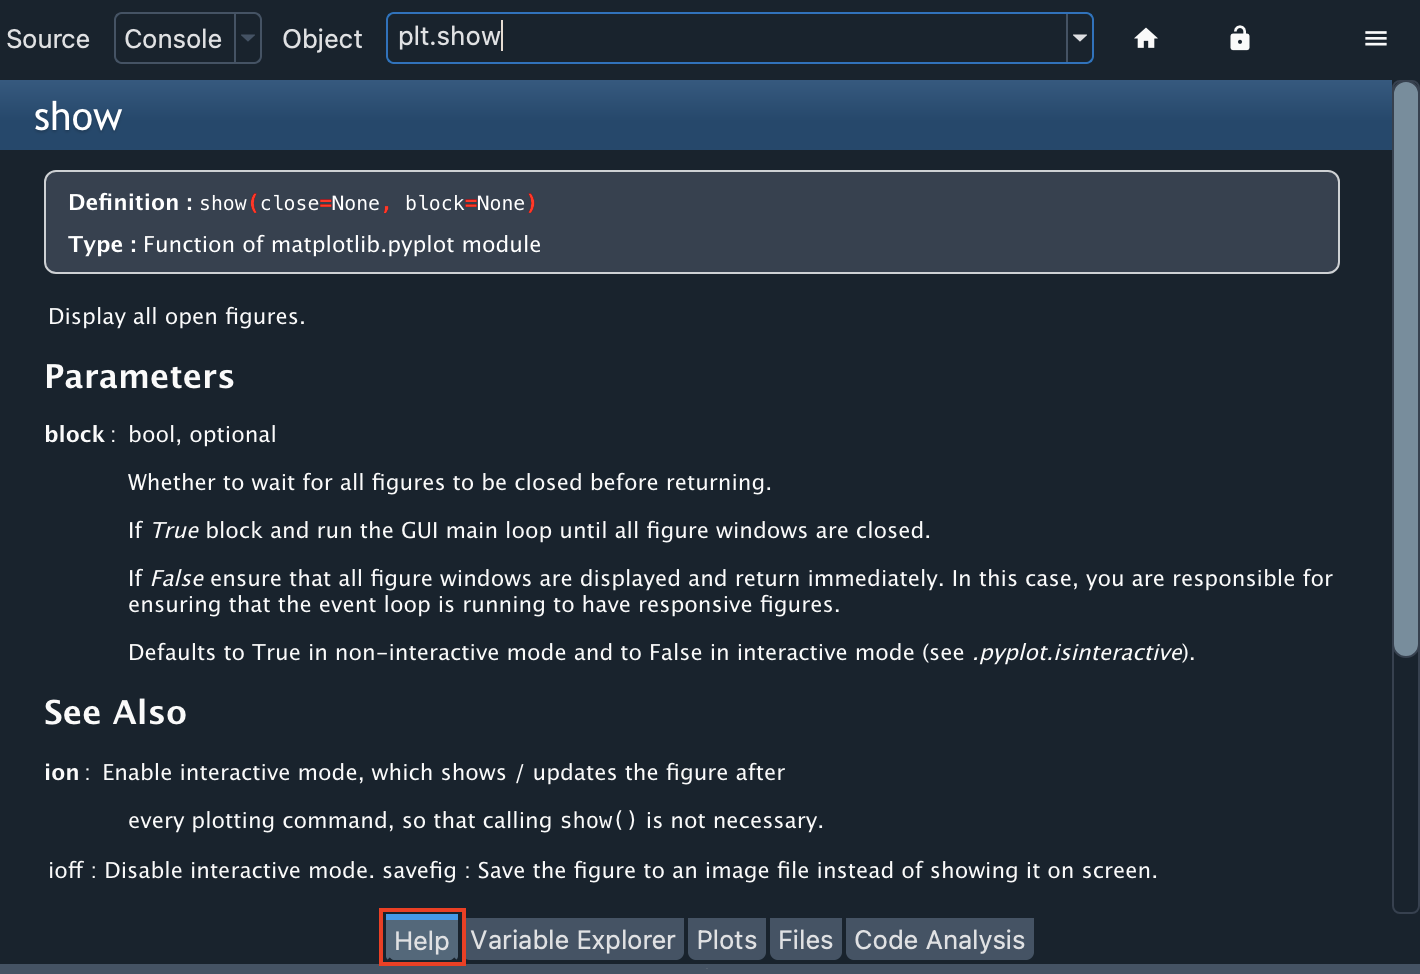 Source Console Object plt.show
show
Definition : show(close=None, block=None)
Type : Function of matplotlib.pyplot module
Display all open figures.
Parameters
block : bool, optional
Whether to wait for all figures to be closed before returning.
If True block and run the GUI main loop until all figure windows are closed.
If False ensure that all figure windows are displayed and return immediately. In this case, you are responsible for
ensuring that the event loop is running to have responsive figures.
Defaults to True in non-interactive mode and to False in interactive mode (see .pyplot.isinteractive).
See Also
ion : Enable interactive mode, which shows / updates the figure after
every plotting command, so that calling show() is not necessary.
ioff : Disable interactive mode. savefig : Save the figure to an image file instead of showing it on screen.
Help Variable Explorer Plots Files Code Analysis